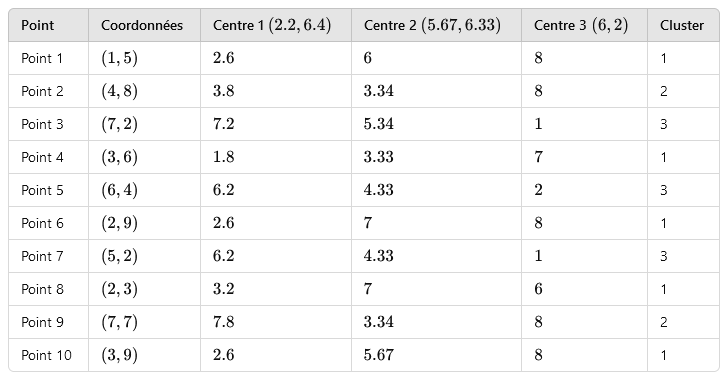 Point Coordonnées Centre 1 (2.2, 6.4) Centre 2 (5.67, 6.33) Centre 3 (6, 2) Cluster
Point 1 (1, 5) 2.6 6 8 1
Point 2 (4, 8) 3.8 3.34 8 2
Point 3 (7, 2) 7.2 5.34 1 3
Point 4 (3, 6) 1.8 3.33 7 1
Point 5 (6, 4) 6.2 4.33 2 3
Point 6 (2, 9) 2.6 7 8 1
Point 7 (5, 2) 6.2 4.33 1 3
Point 8 (2, 3) 3.2 7 6 1
Point 9 (7, 7) 7.8 3.34 8 2
Point 10 (3, 9) 2.6 5.67 8 1